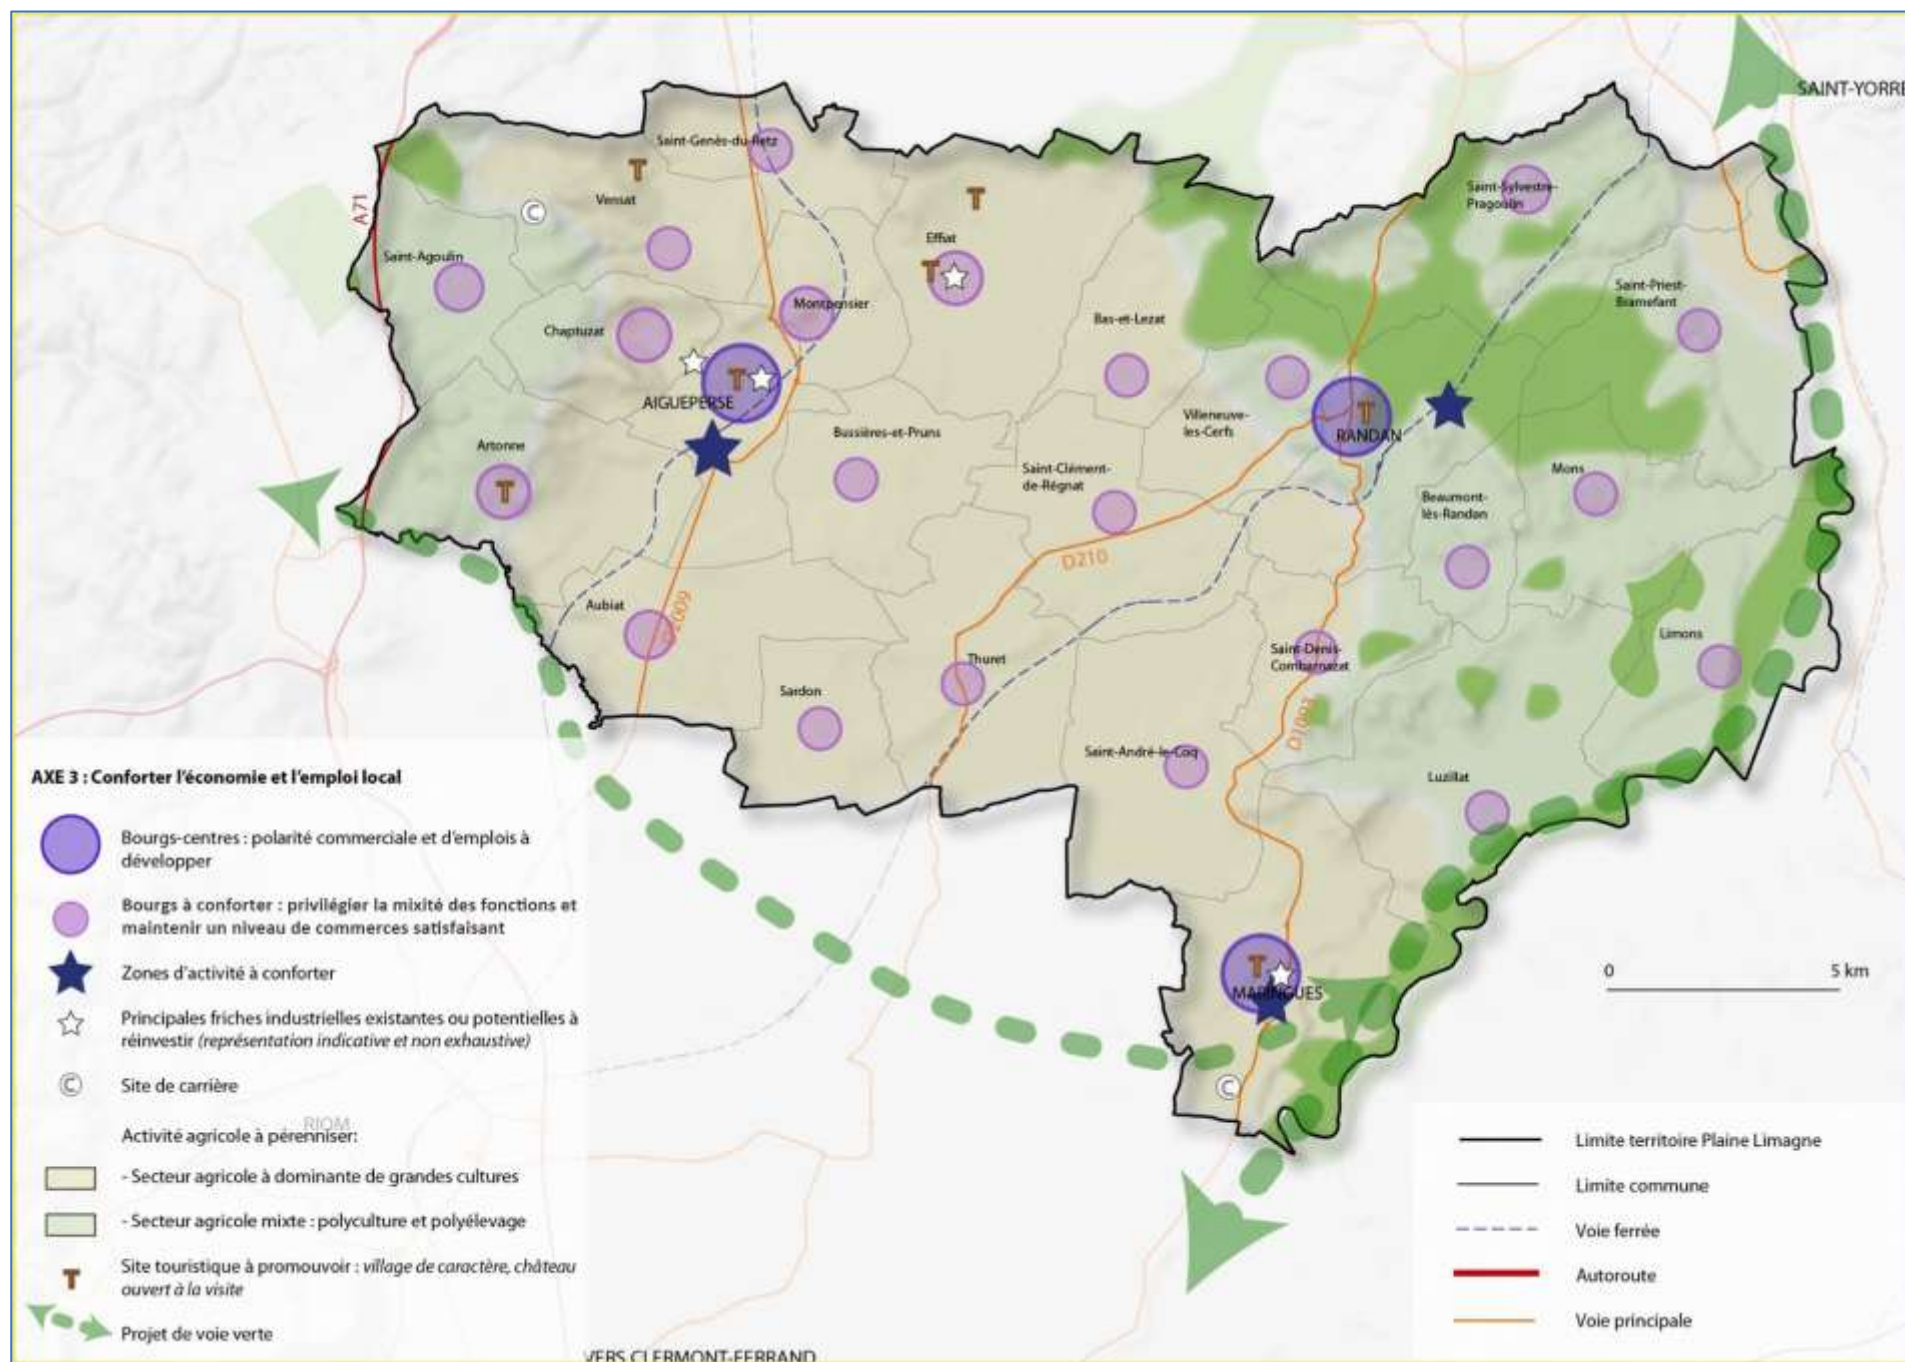 SAINT-YORRE
Saint-Genès-du-Retz
T
Vensat
T
Saint-Sylvestre-
Pragoulin
A71
C
Saint-Agoulin
Effiat
T
Saint-Priest-
Bramefant
Montpensier
Chaptuzat
Bas-et-Lezat
T
AIGUEPERSE
T
RANDAN
Villeneuve-
les-Cerfs
Bussières-et-Pruns
Artonne
T
Saint-Clément-
de-Régnat
Mons
Beaumont-
lès-Randan
D210
Aubiat
D2009
Limons
Saint-Denis-
Combarnazat
Thuret
Sardon
Saint-André-le-Coq
Luzillat
T
MARINGUES
C
0 5 km
AXE 3 : Conforter l'économie et l'emploi local
Bourgs-centres : polarité commerciale et d'emplois à
développer
Bourgs à conforter : privilégier la mixité des fonctions et
maintenir un niveau de commerces satisfaisant
Zones d'activité à conforter
Principales friches industrielles existantes ou potentielles à
réinvestir (représentation indicative et non exhaustive)
C Site de carrière
RIOM
Activité agricole à pérenniser:
- Secteur agricole à dominante de grandes cultures
- Secteur agricole mixte : polyculture et polyélevage
T Site touristique à promouvoir : village de caractère, château
ouvert à la visite
Projet de voie verte
VERS CLERMONT-FERRAND
Limite territoire Plaine Limagne
Limite commune
Voie ferrée
Autoroute
Voie principale